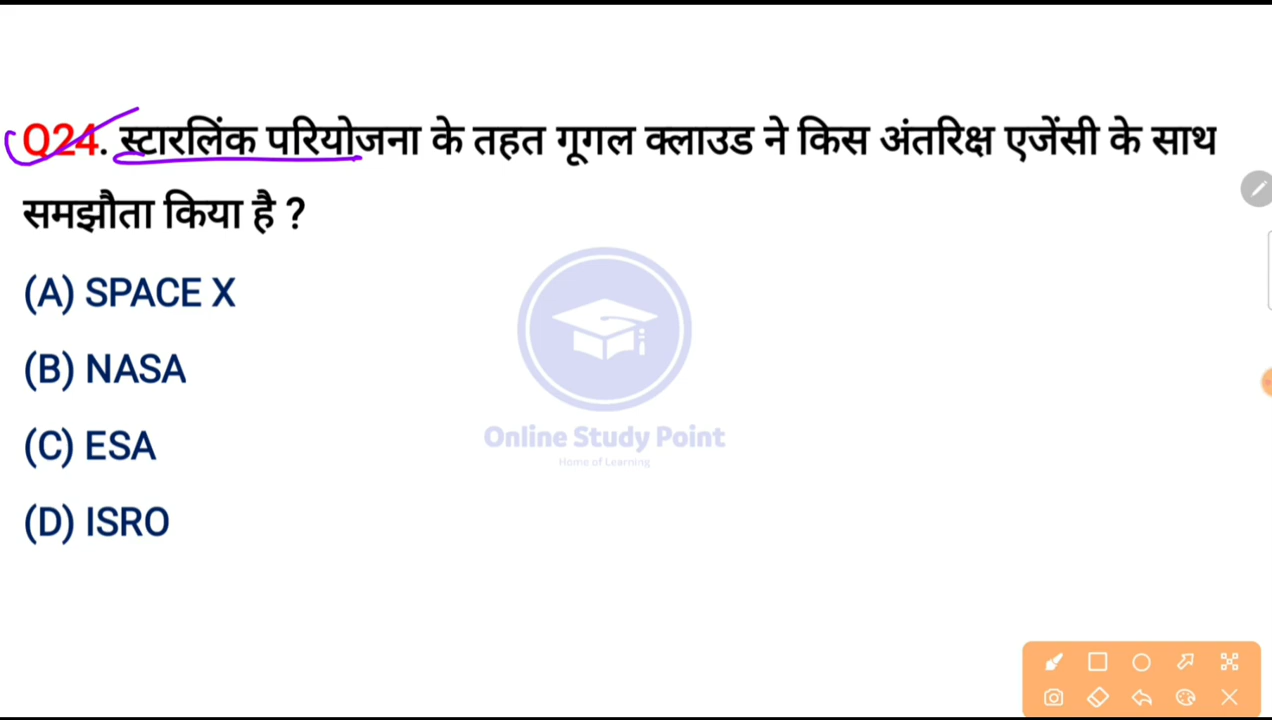 Q24. स्टारलिंक परियोजना के तहत गूगल क्लाउड ने किस अंतरिक्ष एजेंसी के साथ
समझौता किया है ?
(A) SPACE X
(B) NASA
(C) ESA
(D) ISRO
Online Study Point
Home of Learning